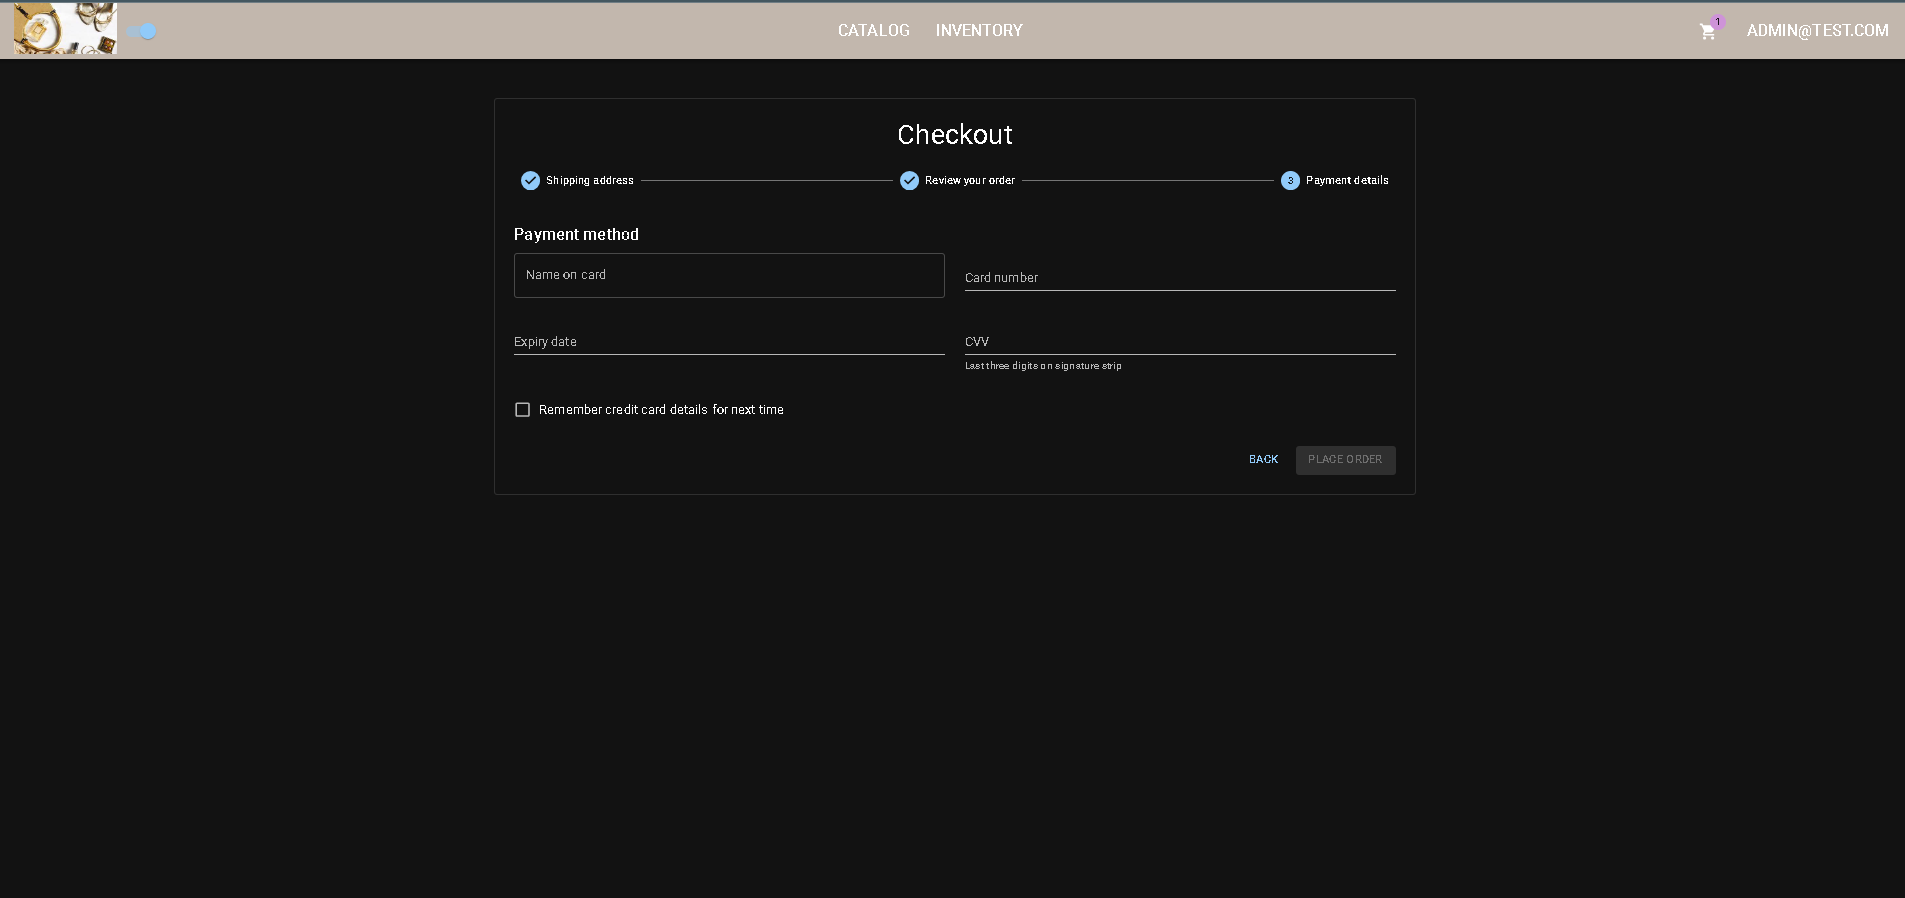 CATALOG INVENTORY 1 ADMIN@TEST.COM
Checkout
Shipping address Review your order 3 Payment details
Payment method
Name on card Card number
Expiry date CVV
Last three digits on signature strip
Remember credit card details for next time
BACK PLACE ORDER